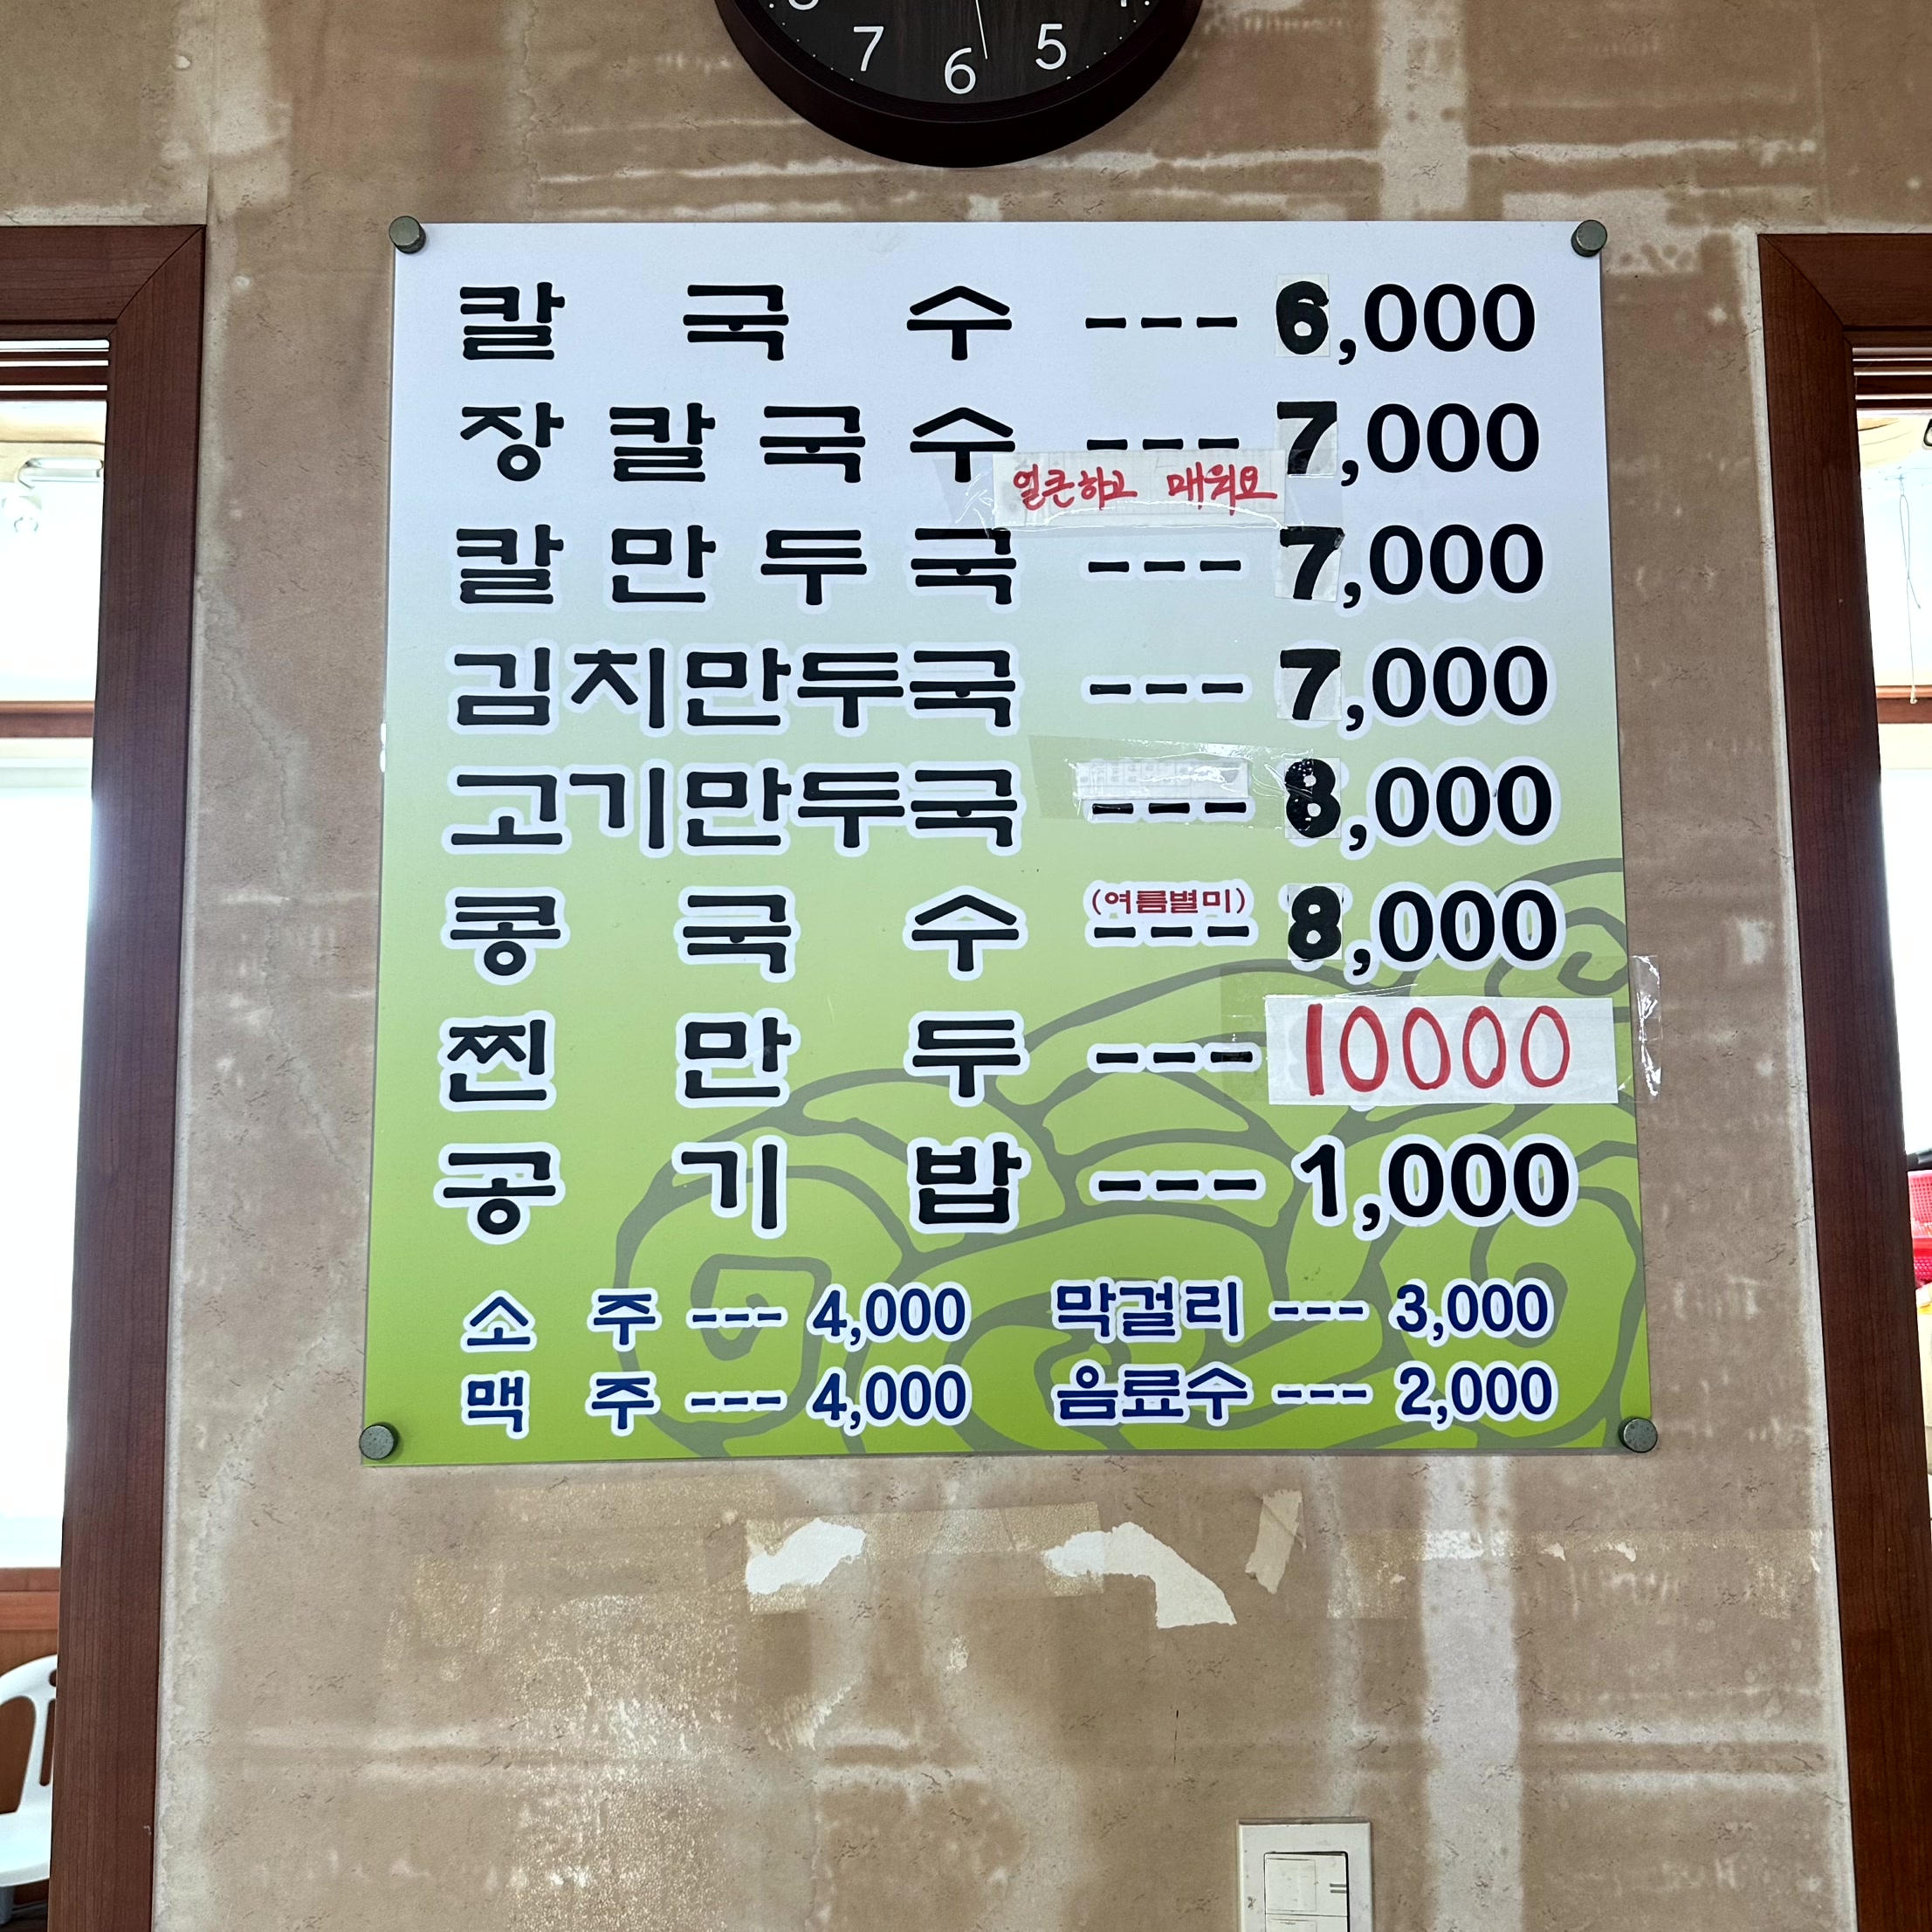 7 6 5
칼국수 --- 6,000
장칼국수 --- 7,000
얼큰하고 매워요
칼만두국 --- 7,000
김치만두국 --- 7,000
고기만두국 --- 8,000
콩국수 (여름별미) --- 8,000
찐만두 --- 10000
공기밥 --- 1,000
소주 --- 4,000 막걸리 --- 3,000
맥주 --- 4,000 음료수 --- 2,000